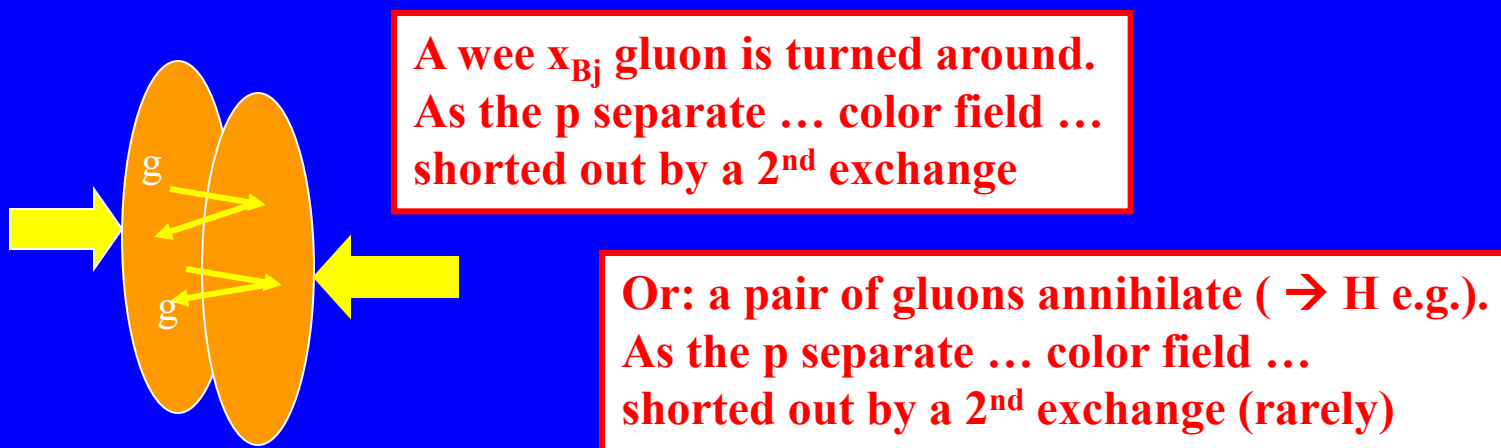 A wee x_Bj gluon is turned around.
As the p separate … color field …
shorted out by a 2nd exchange
g
g
Or: a pair of gluons annihilate ( → H e.g.).
As the p separate … color field …
shorted out by a 2nd exchange (rarely)